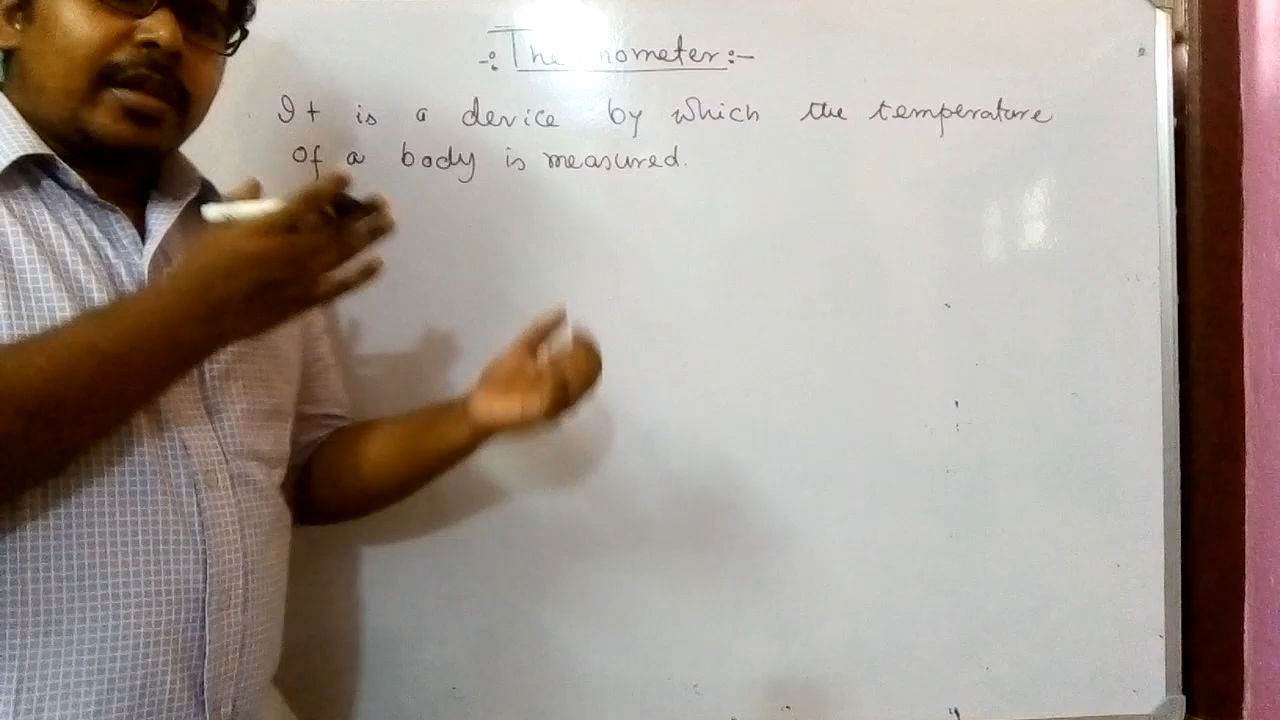 -: Thermometer :-
It is a device by which the temperature
of a body is measured.